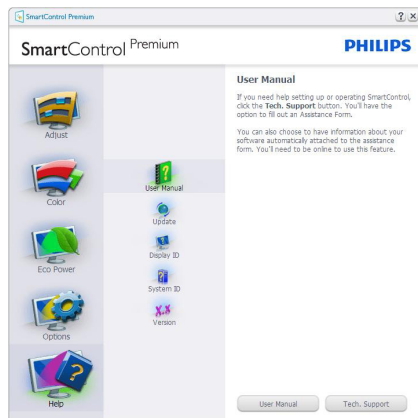 SmartControl Premium
SmartControl Premium
PHILIPS
Adjust
Color
Eco Power
Options
Help
User Manual
Update
Display ID
System ID
X.X
Version
User Manual
If you need help setting up or operating SmartControl,
click the Tech. Support button. You'll have the
option to fill out an Assistance Form.
You can also choose to have information about your
software automatically attached to the assistance
form. You'll need to be online to use this feature.
User Manual
Tech. Support